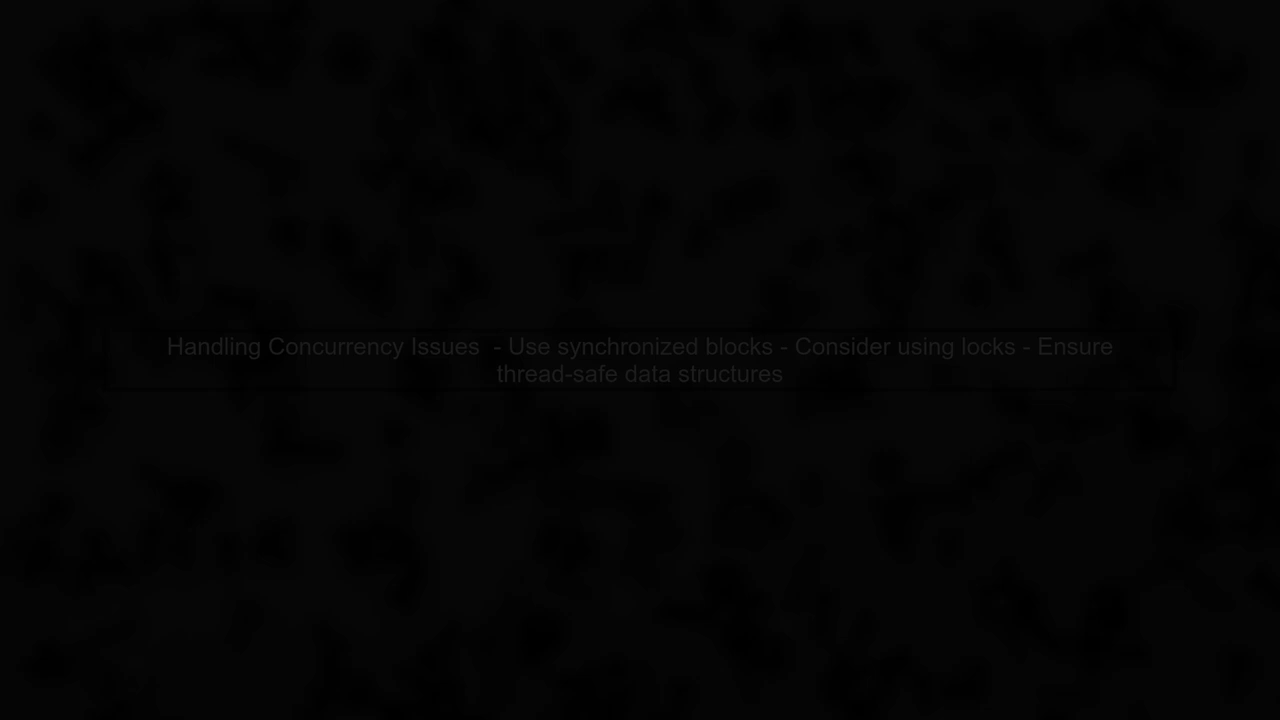 Handling Concurrency Issues  - Use synchronized blocks - Consider using locks - Ensure
thread-safe data structures